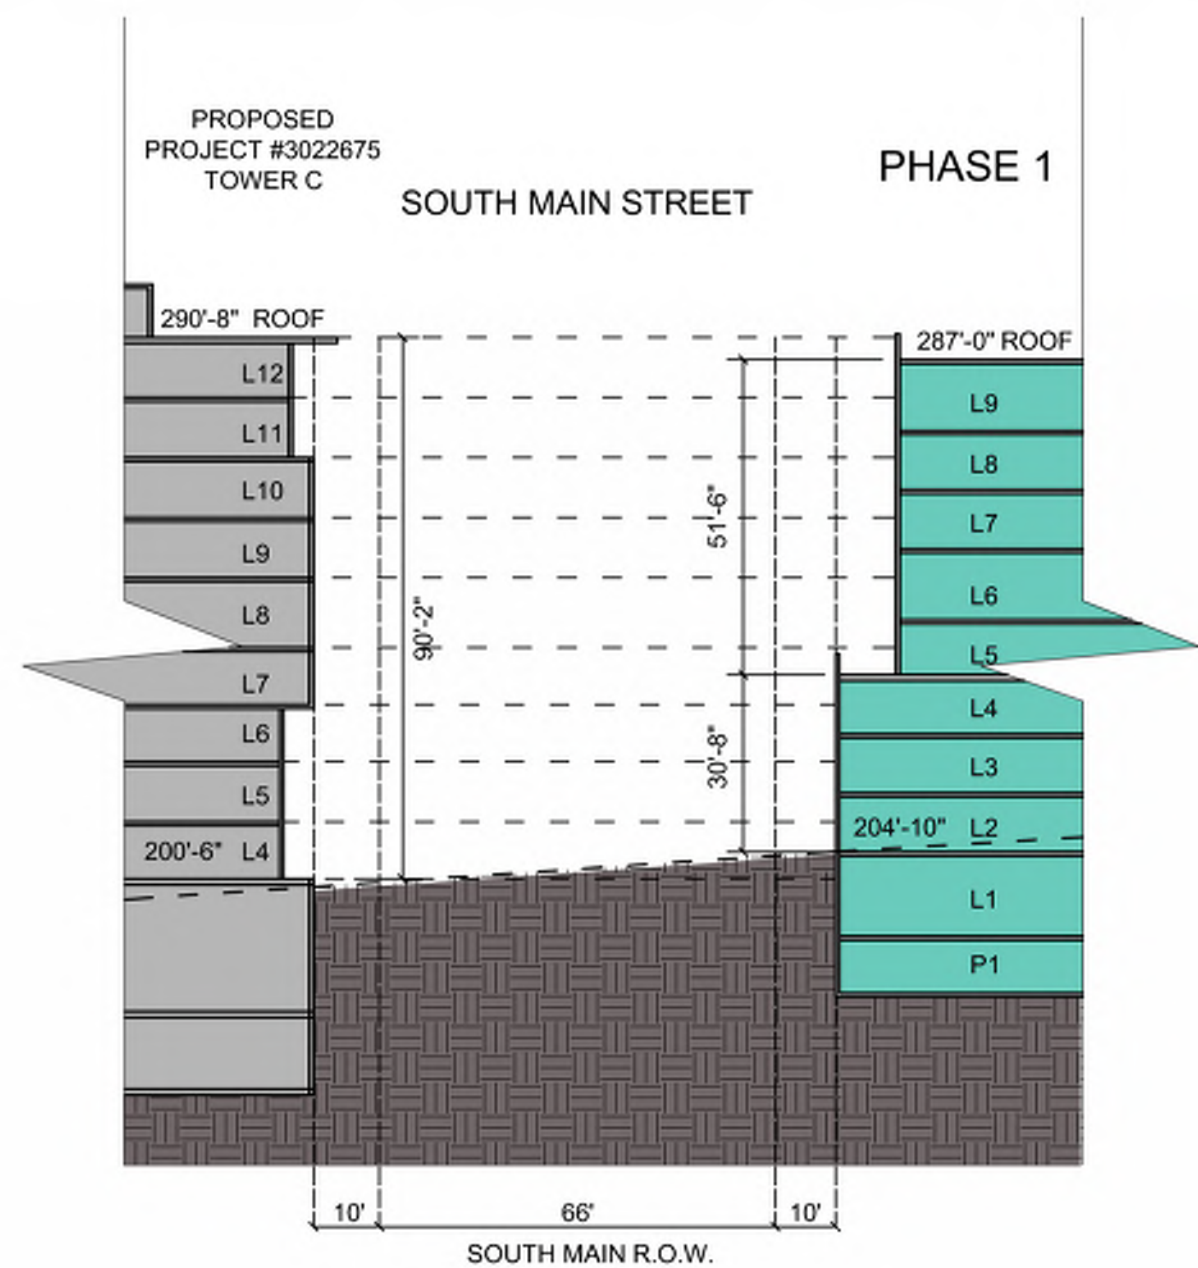 PROPOSED
PROJECT #3022675
TOWER C
SOUTH MAIN STREET
PHASE 1
290'-8" ROOF
287'-0" ROOF
L12
L11
L10
L9
L8
L7
L6
L5
200'-6" L4
90'-2"
51'-6"
30'-8"
L9
L8
L7
L6
L5
L4
L3
204'-10" L2
L1
P1
10'
66'
10'
SOUTH MAIN R.O.W.